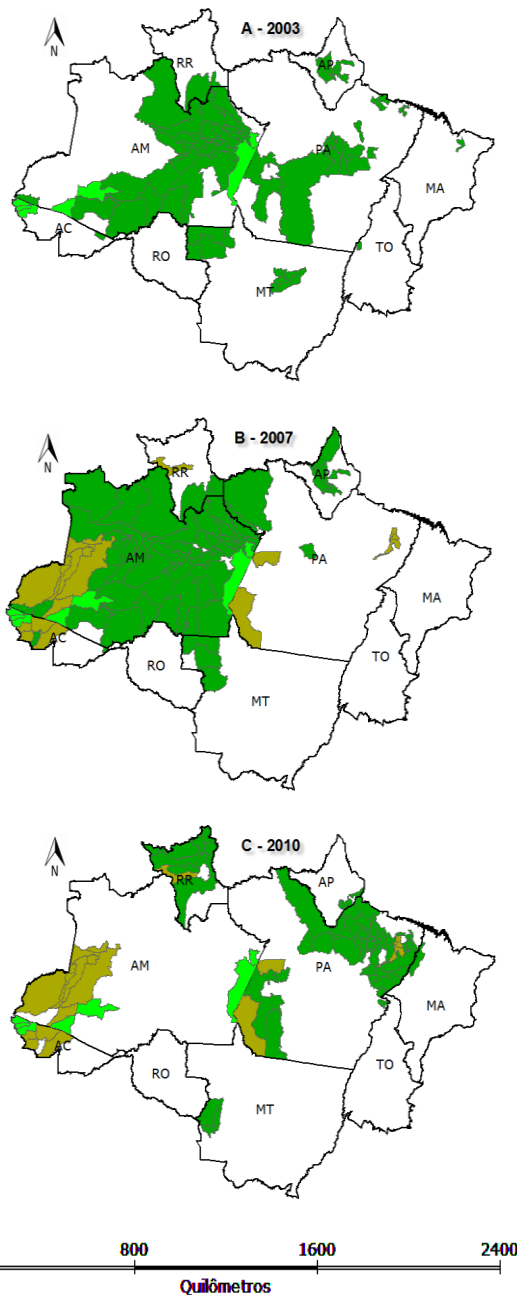 A - 2003
N
RR
AP
AM
PA
MA
AC
RO
TO
MT
B - 2007
N
RR
AP
AM
PA
MA
AC
RO
TO
MT
C - 2010
N
RR
AP
AM
PA
MA
AC
RO
TO
MT
800 1600 2400
Quilômetros